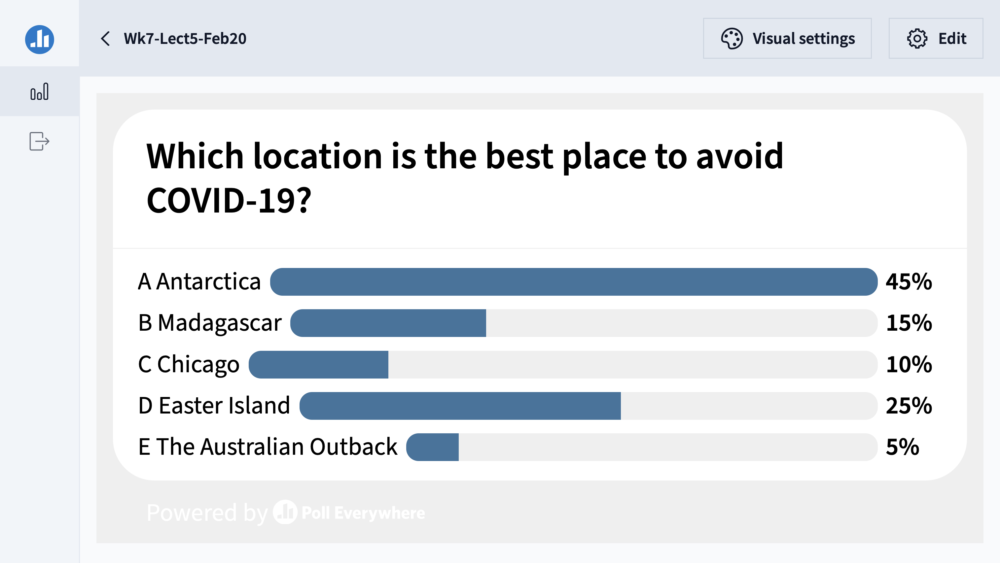 Wk7-Lect5-Feb20
Visual settings
Edit
Which location is the best place to avoid
COVID-19?
A Antarctica 45%
B Madagascar 15%
C Chicago 10%
D Easter Island 25%
E The Australian Outback 5%
Powered by Poll Everywhere